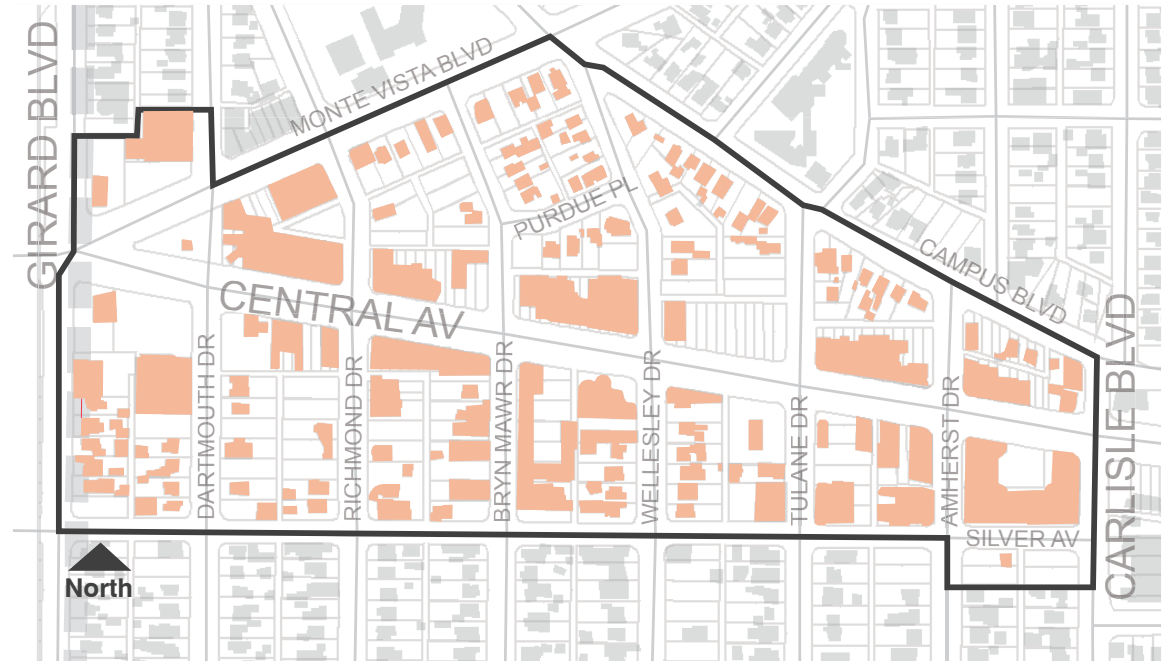 GIRARD BLVD
MONTE VISTA BLVD
PURDUE PL
CAMPUS BLVD
CENTRAL AV
CARLISLE BLVD
DARTMOUTH DR
RICHMOND DR
BRYN MAWR DR
WELLESLEY DR
TULANE DR
AMHERST DR
SILVER AV
North